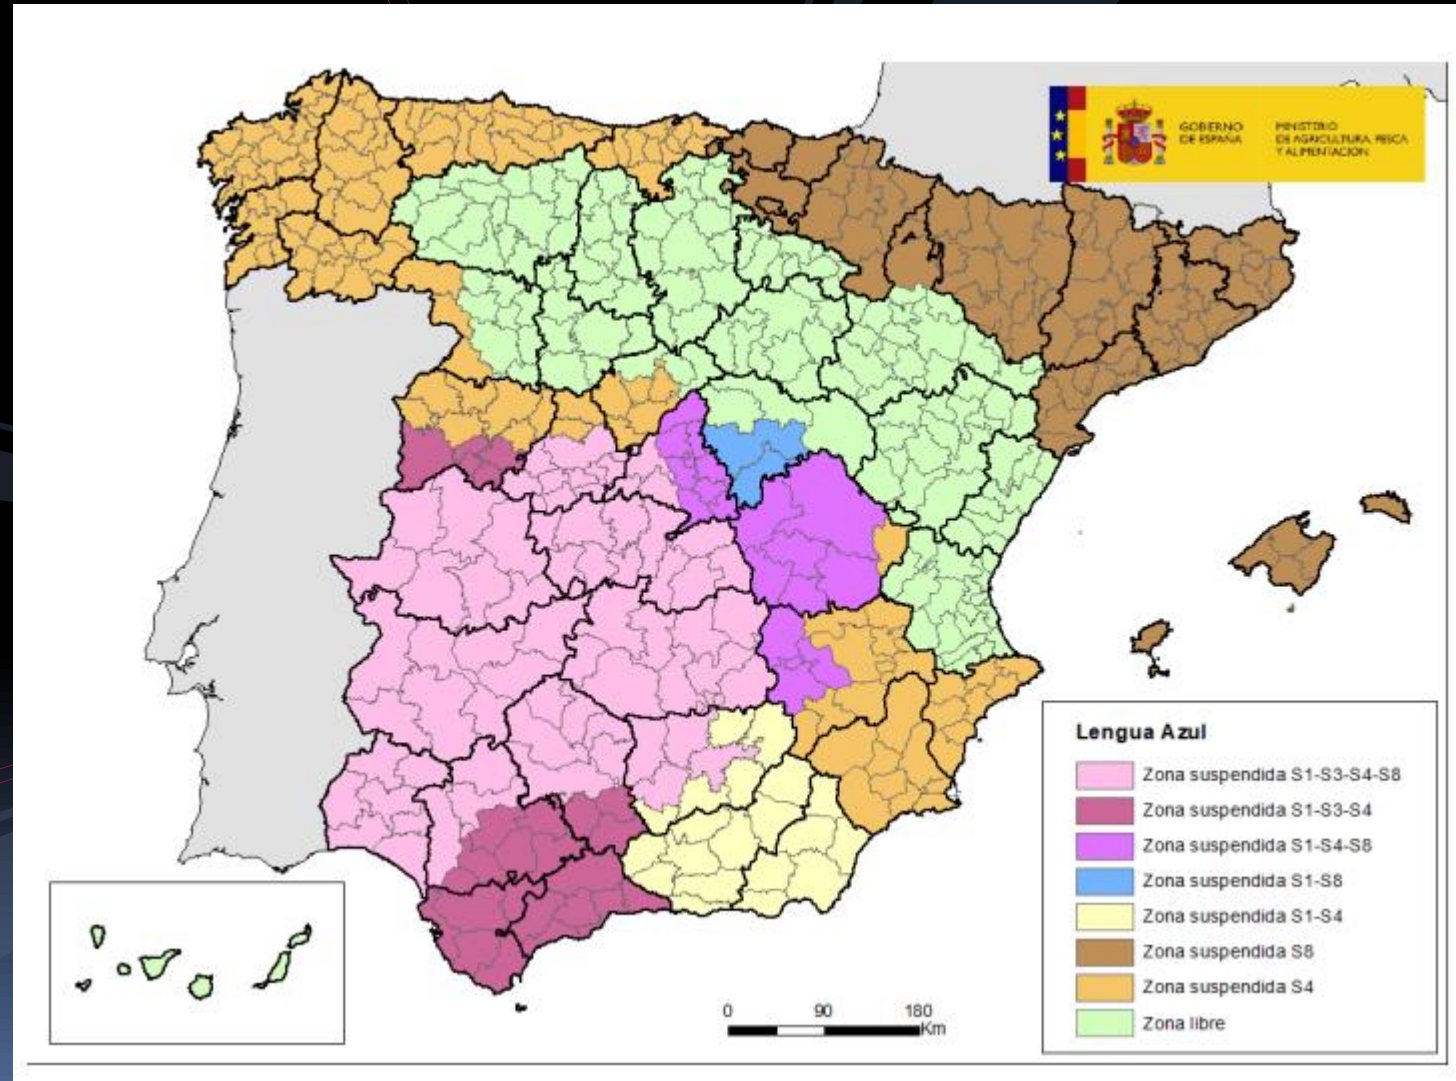 GOBIERNO
DE ESPAÑA
MINISTERIO
DE AGRICULTURA, PESCA
Y ALIMENTACIÓN
Lengua Azul
Zona suspendida S1-S3-S4-S8
Zona suspendida S1-S3-S4
Zona suspendida S1-S4-S8
Zona suspendida S1-S8
Zona suspendida S1-S4
Zona suspendida S8
Zona suspendida S4
Zona libre
0 90 180
Km